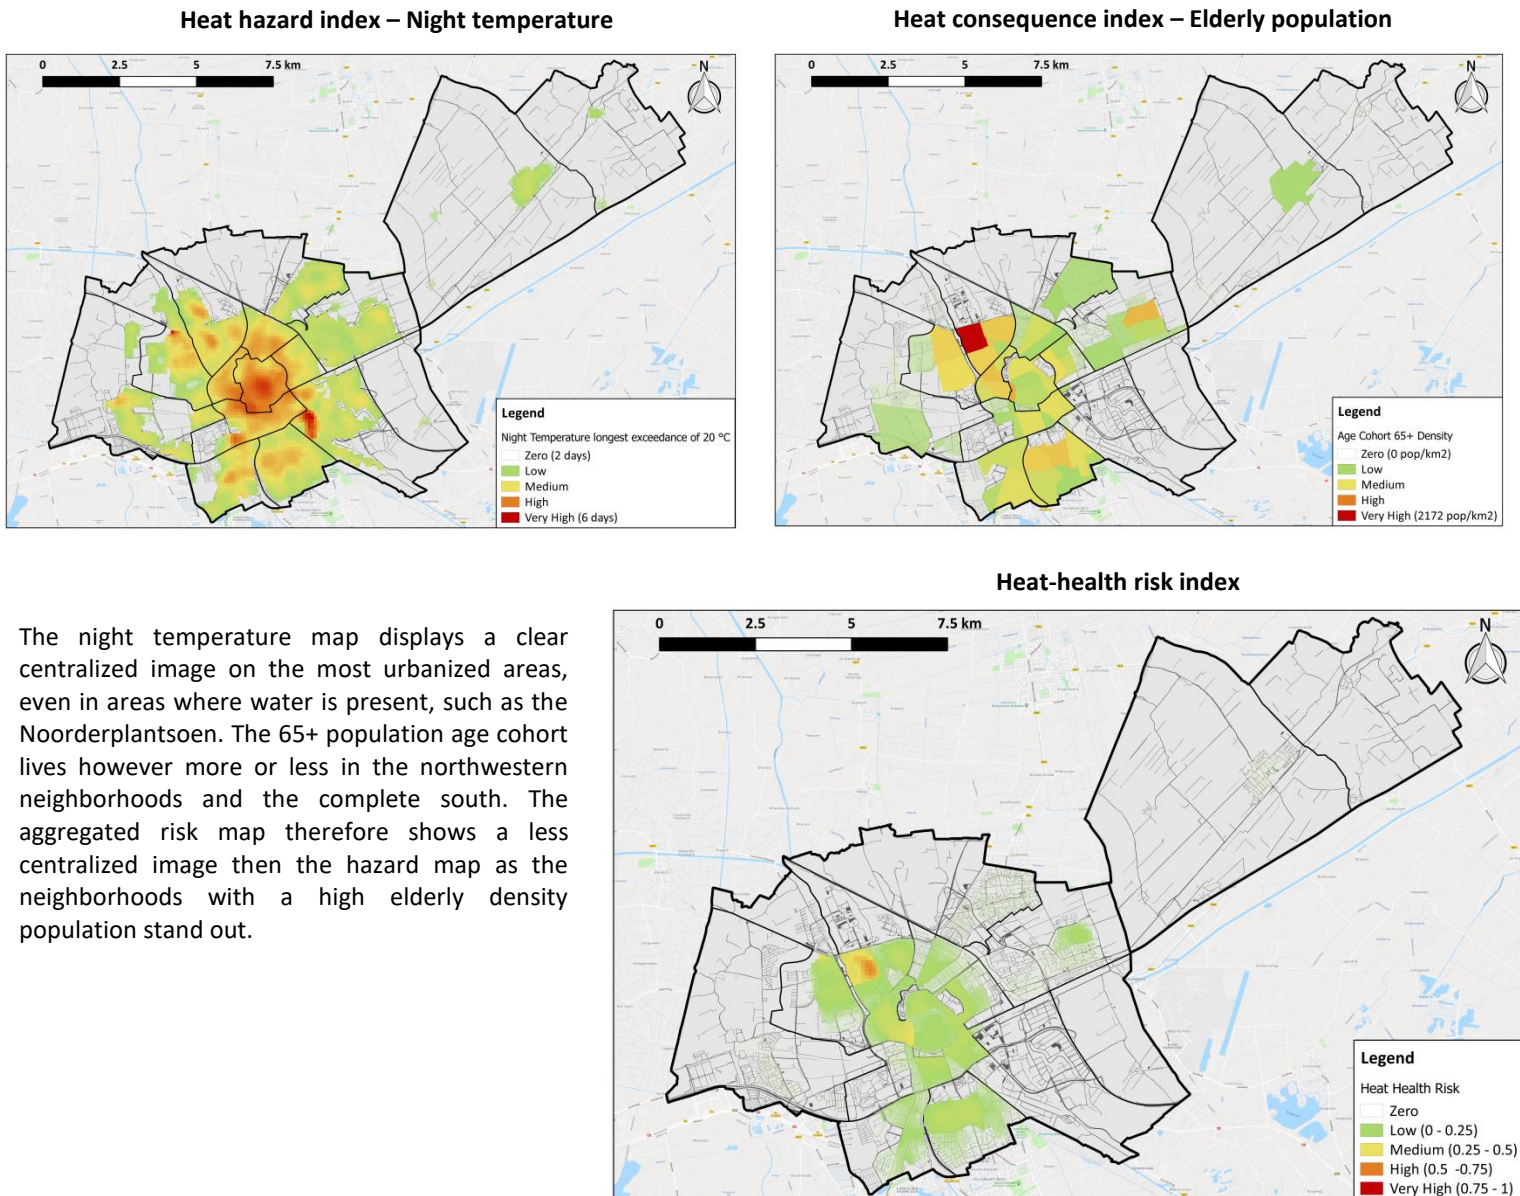 Heat hazard index – Night temperature
Heat consequence index – Elderly population
0 2.5 5 7.5 km
N
Legend
Night Temperature longest exceedance of 20 °C
Zero (2 days)
Low
Medium
High
Very High (6 days)
0 2.5 5 7.5 km
N
Legend
Age Cohort 65+ Density
Zero (0 pop/km2)
Low
Medium
High
Very High (2172 pop/km2)
Heat-health risk index
The night temperature map displays a clear
centralized image on the most urbanized areas,
even in areas where water is present, such as the
Noorderplantsoen. The 65+ population age cohort
lives however more or less in the northwestern
neighborhoods and the complete south. The
aggregated risk map therefore shows a less
centralized image then the hazard map as the
neighborhoods with a high elderly density
population stand out.
0 2.5 5 7.5 km
N
Legend
Heat Health Risk
Zero
Low (0 - 0.25)
Medium (0.25 - 0.5)
High (0.5 -0.75)
Very High (0.75 - 1)